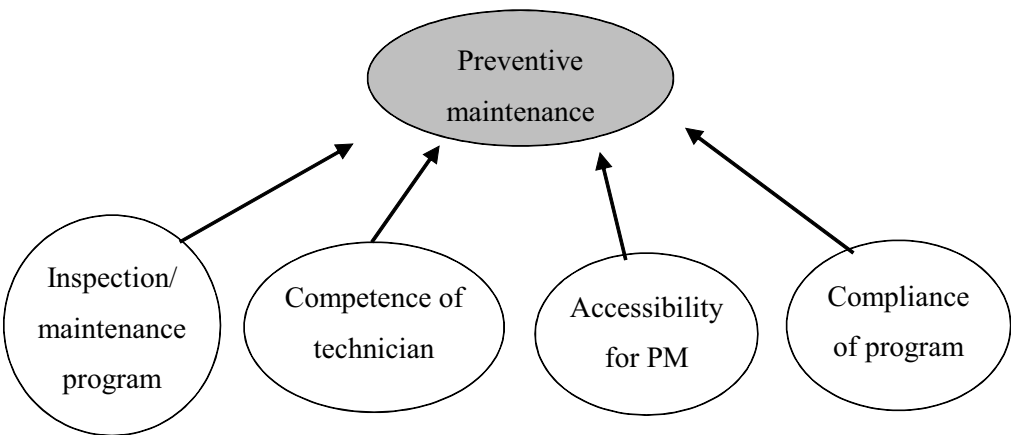 Preventive
maintenance
Inspection/
maintenance
program
Competence of
technician
Accessibility
for PM
Compliance
of program